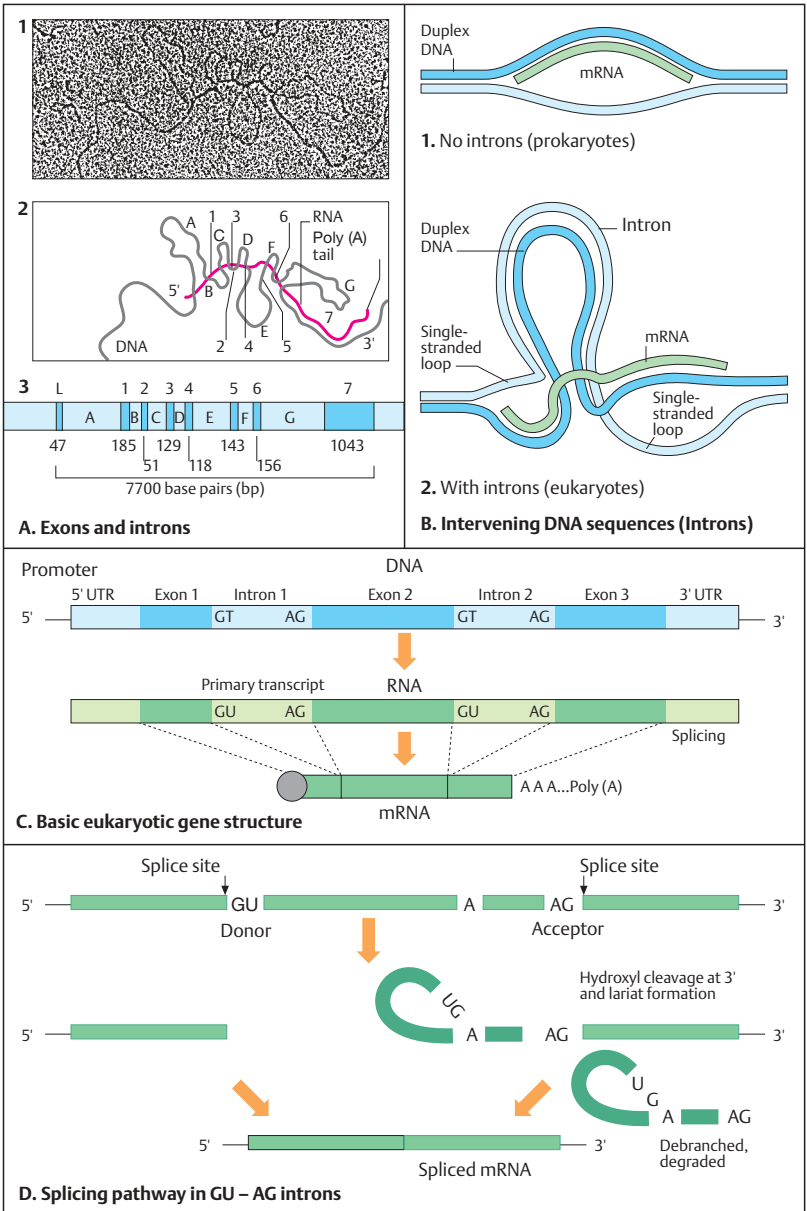 1
2
A
1
3
C
D
6
F
RNA
Poly (A)
tail
5'
B
G
7
DNA
2
4
E
5
3'
3
L 1 2 3 4 5 6 7
A B C D E F G
47 185 129 143 1043
51 118 156
7700 base pairs (bp)
A. Exons and introns
Duplex
DNA
mRNA
1. No introns (prokaryotes)
Duplex
DNA
Intron
Single-
stranded
loop
mRNA
Single-
stranded
loop
2. With introns (eukaryotes)
B. Intervening DNA sequences (Introns)
Promoter DNA
5' UTR Exon 1 Intron 1 Exon 2 Intron 2 Exon 3 3' UTR
5' GT AG GT AG 3'
Primary transcript RNA
GU AG GU AG
Splicing
A A A...Poly (A)
mRNA
C. Basic eukaryotic gene structure
Splice site Splice site
5' GU A AG 3'
Donor Acceptor
Hydroxyl cleavage at 3'
and lariat formation
UG
5' A AG 3'
U
G
A AG
Debranched,
degraded
5' 3'
Spliced mRNA
D. Splicing pathway in GU – AG introns